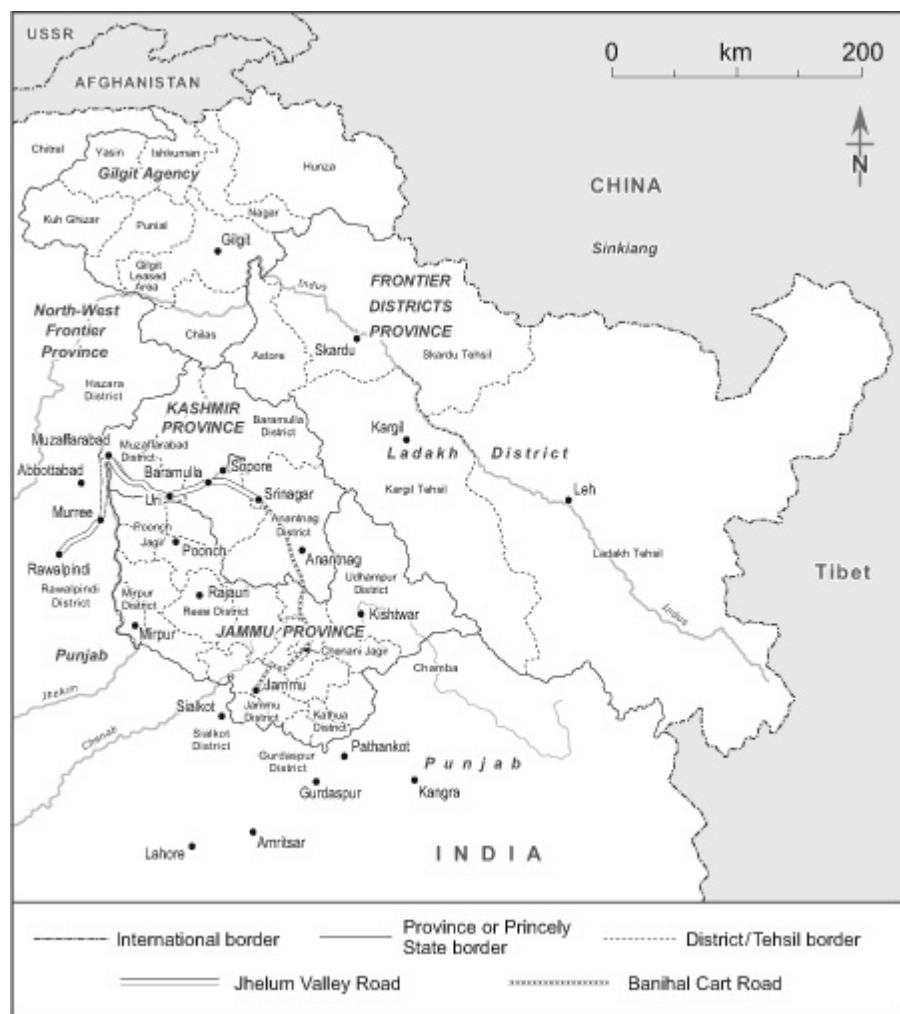 USSR
AFGHANISTAN
0 km 200
N
Chitral
Yasin
Ishkuman
Gilgit Agency
Hunza
CHINA
Kuh Ghizar
Punial
Nagar
Gilgit
Sinkiang
Gilgit
Leased
Area
Indus
FRONTIER
DISTRICTS
PROVINCE
North-West
Frontier
Province
Chilas
Astore
Skardu
Skardu Tehsil
Hazara
District
KASHMIR
PROVINCE
Baramulla
District
Kargil
Muzaffarabad
Muzaffarabad
District
Ladakh District
Abbottabad
Baramulla
Sopore
Kargil Tehsil
Uri
Srinagar
Leh
Murree
Anantnag
District
Poonch
Jagir
Poonch
Anantnag
Ladakh Tehsil
Rawalpindi
Rawalpindi
District
Udhampur
District
Tibet
Mirpur
District
Rajauri
Reasi District
Kishtwar
Indus
Mirpur
JAMMU PROVINCE
Chenani Jagir
Punjab
Chamba
Jhelum
Jammu
Jammu
District
Kathua
District
Sialkot
Sialkot
District
Chenab
Pathankot
Punjab
Gurdaspur
District
Gurdaspur
Kangra
Amritsar
Lahore
INDIA
International border
Province or Princely
State border
District/Tehsil border
Jhelum Valley Road
Banihal Cart Road